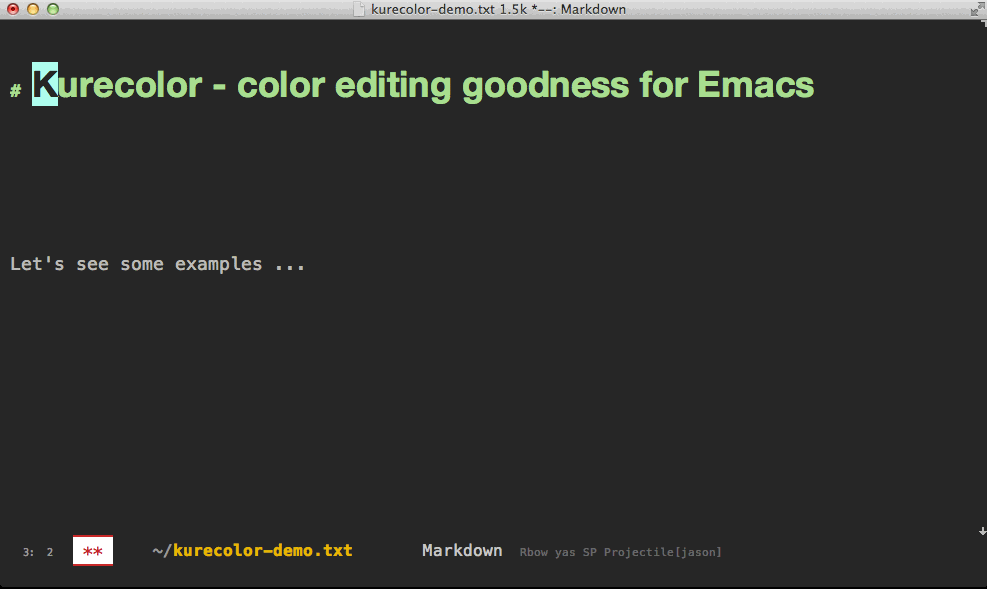 kurecolor-demo.txt 1.5k *--: Markdown
# Kurecolor - color editing goodness for Emacs
Let's see some examples ...
3: 2 ** ~/kurecolor-demo.txt Markdown Rbow yas SP Projectile[jason]